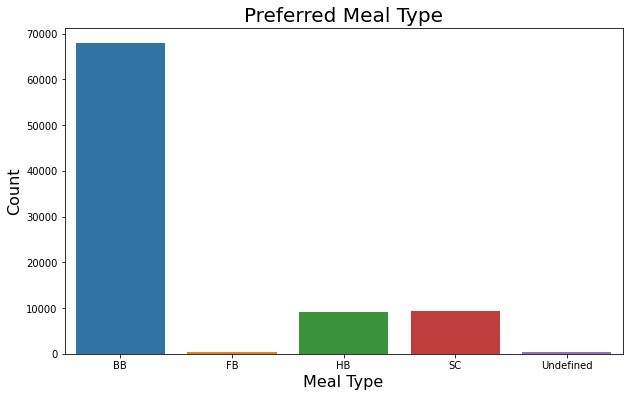 Preferred Meal Type
Count
70000
60000
50000
40000
30000
20000
10000
0
BB FB HB SC Undefined
Meal Type